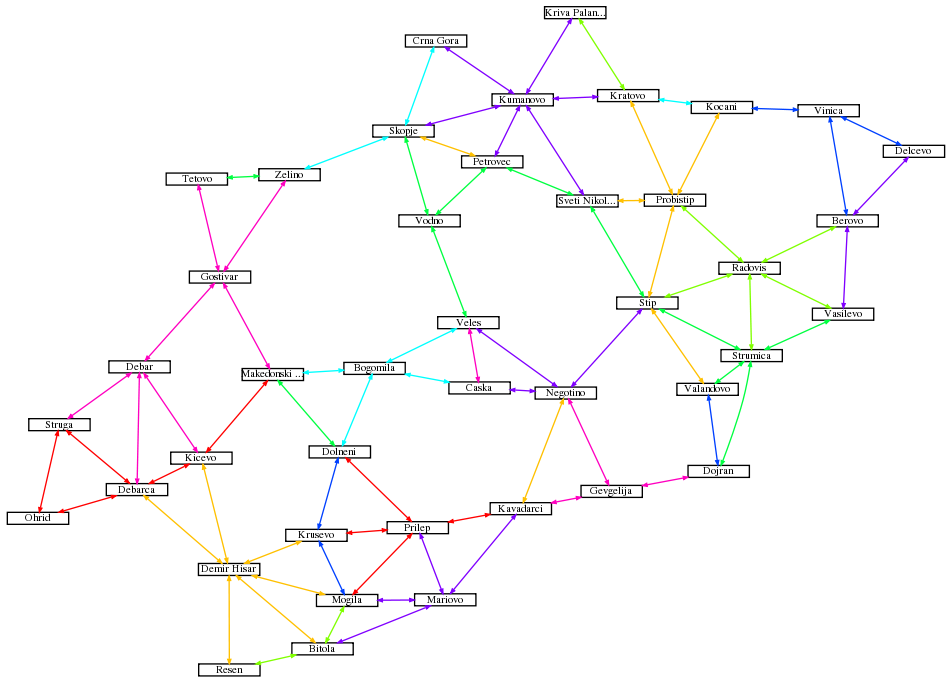 Kriva Palan...
Crna Gora
Kumanovo
Kratovo
Kocani
Vinica
Skopje
Delcevo
Petrovec
Tetovo
Zelino
Sveti Nikol...
Probistip
Vodno
Berovo
Radovis
Gostivar
Stip
Vasilevo
Veles
Strumica
Debar
Makedonski ...
Bogomila
Caska
Negotino
Valandovo
Struga
Kicevo
Dolneni
Dojran
Debarca
Gevgelija
Ohrid
Kavadarci
Krusevo
Prilep
Demir Hisar
Mogila
Mariovo
Bitola
Resen